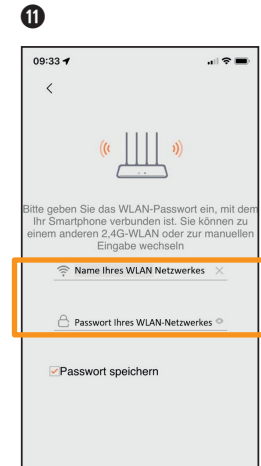 11
09:33
Bitte geben Sie das WLAN-Passwort ein, mit dem
Ihr Smartphone verbunden ist. Sie können zu
einem anderen 2,4G-WLAN oder zur manuellen
Eingabe wechseln
Name Ihres WLAN Netzwerkes
Passwort Ihres WLAN-Netzwerkes
Passwort speichern